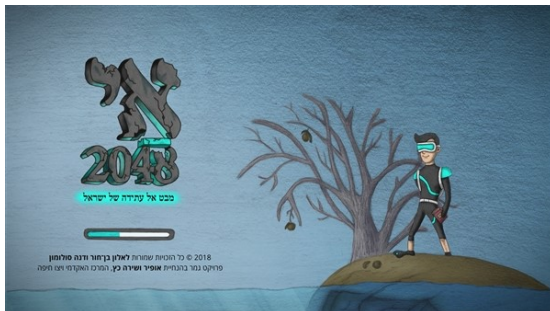 אי
2048
מבט אל עתידה של ישראל
2018 © כל הזכויות שמורות לאלון בן־חור ודנה סולומון
פרויקט גמר בהנחיית אופיר ושירה כץ, המרכז האקדמי ויצו חיפה.